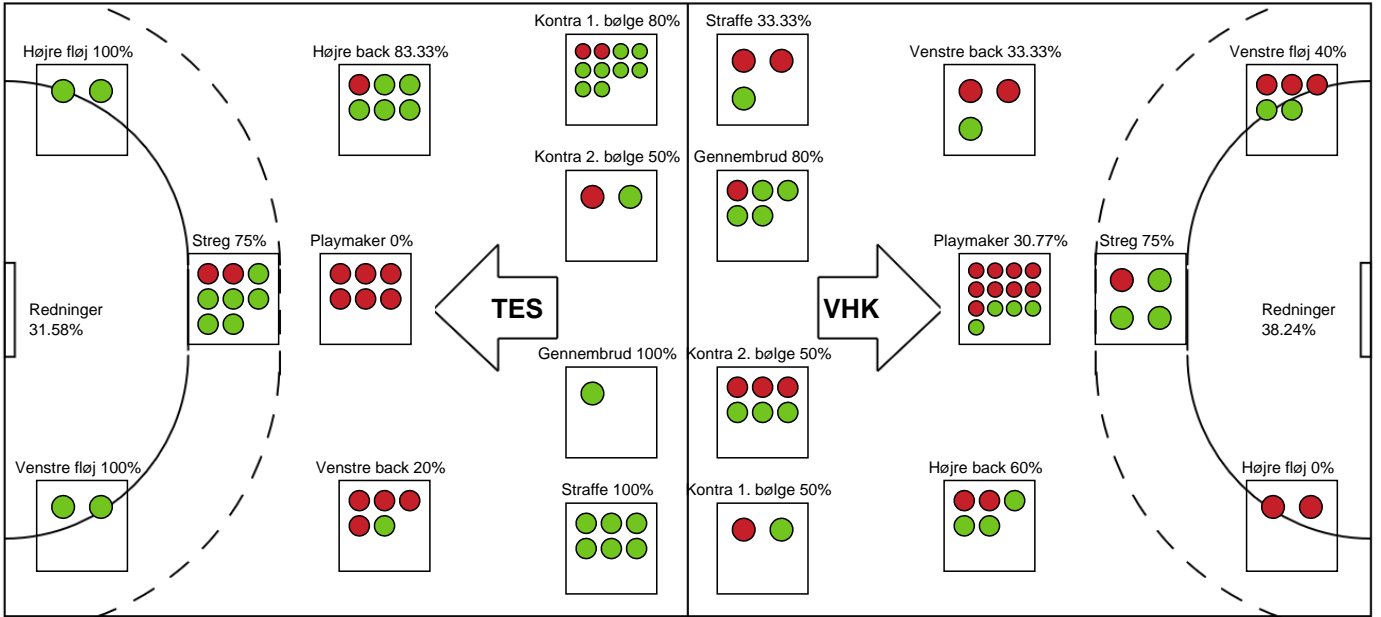 Kontra 1. bølge 80%
Straffe 33.33%
Højre fløj 100%
Højre back 83.33%
Venstre back 33.33%
Venstre fløj 40%
Kontra 2. bølge 50%
Gennembrud 80%
Streg 75%
Playmaker 0%
Playmaker 30.77%
Streg 75%
Redninger
31.58%
TES
VHK
Redninger
38.24%
Gennembrud 100%
Kontra 2. bølge 50%
Venstre fløj 100%
Venstre back 20%
Straffe 100%
Kontra 1. bølge 50%
Højre back 60%
Højre fløj 0%